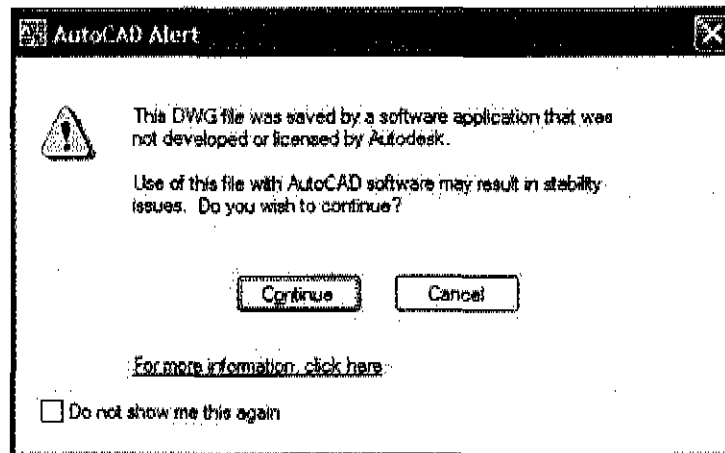 AutoCAD Alert
This DWG file was saved by a software application that was
not developed or licensed by Autodesk.
Use of this file with AutoCAD software may result in stability
issues. Do you wish to continue?
Continue
Cancel
For more information, click here
Do not show me this again